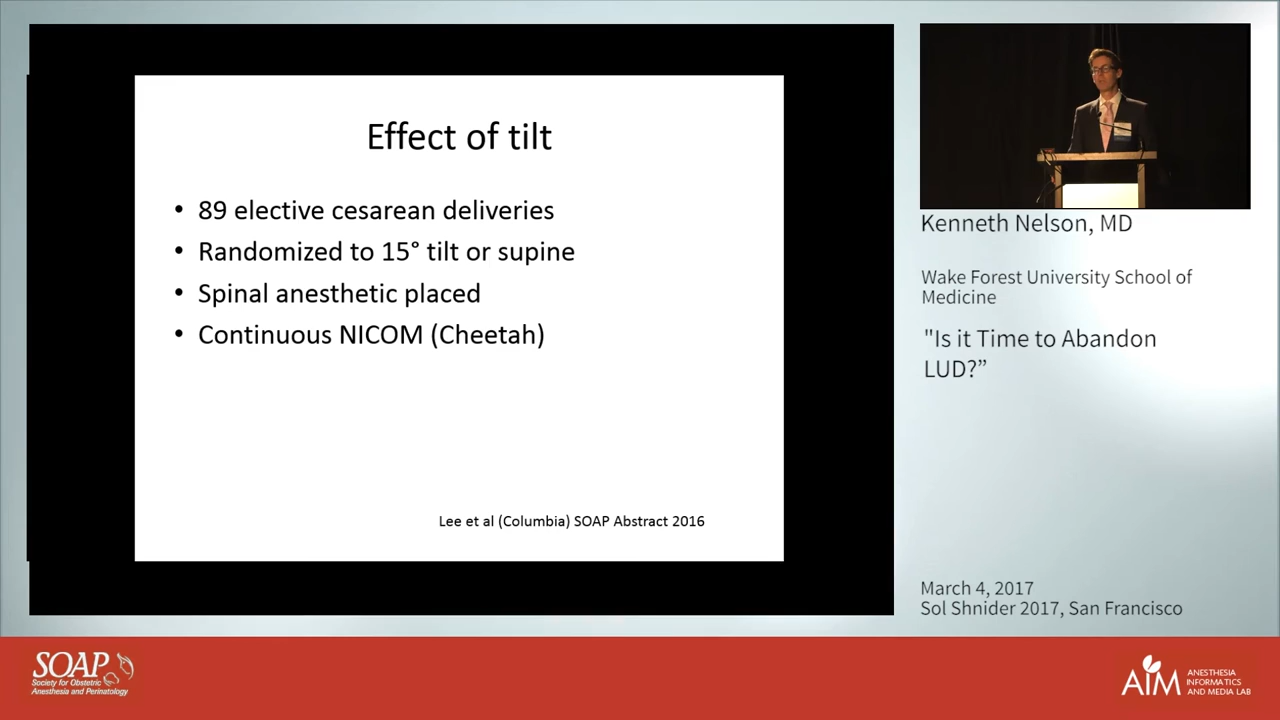 Effect of tilt
• 89 elective cesarean deliveries
• Randomized to 15° tilt or supine
• Spinal anesthetic placed
• Continuous NICOM (Cheetah)
Lee et al (Columbia) SOAP Abstract 2016
Kenneth Nelson, MD
Wake Forest University School of
Medicine
"Is it Time to Abandon
LUD?”
March 4, 2017
Sol Shnider 2017, San Francisco
SOAP
Society for Obstetric
Anesthesia and Perinatology
AIM
ANESTHESIA
INFORMATICS
AND MEDIA LAB